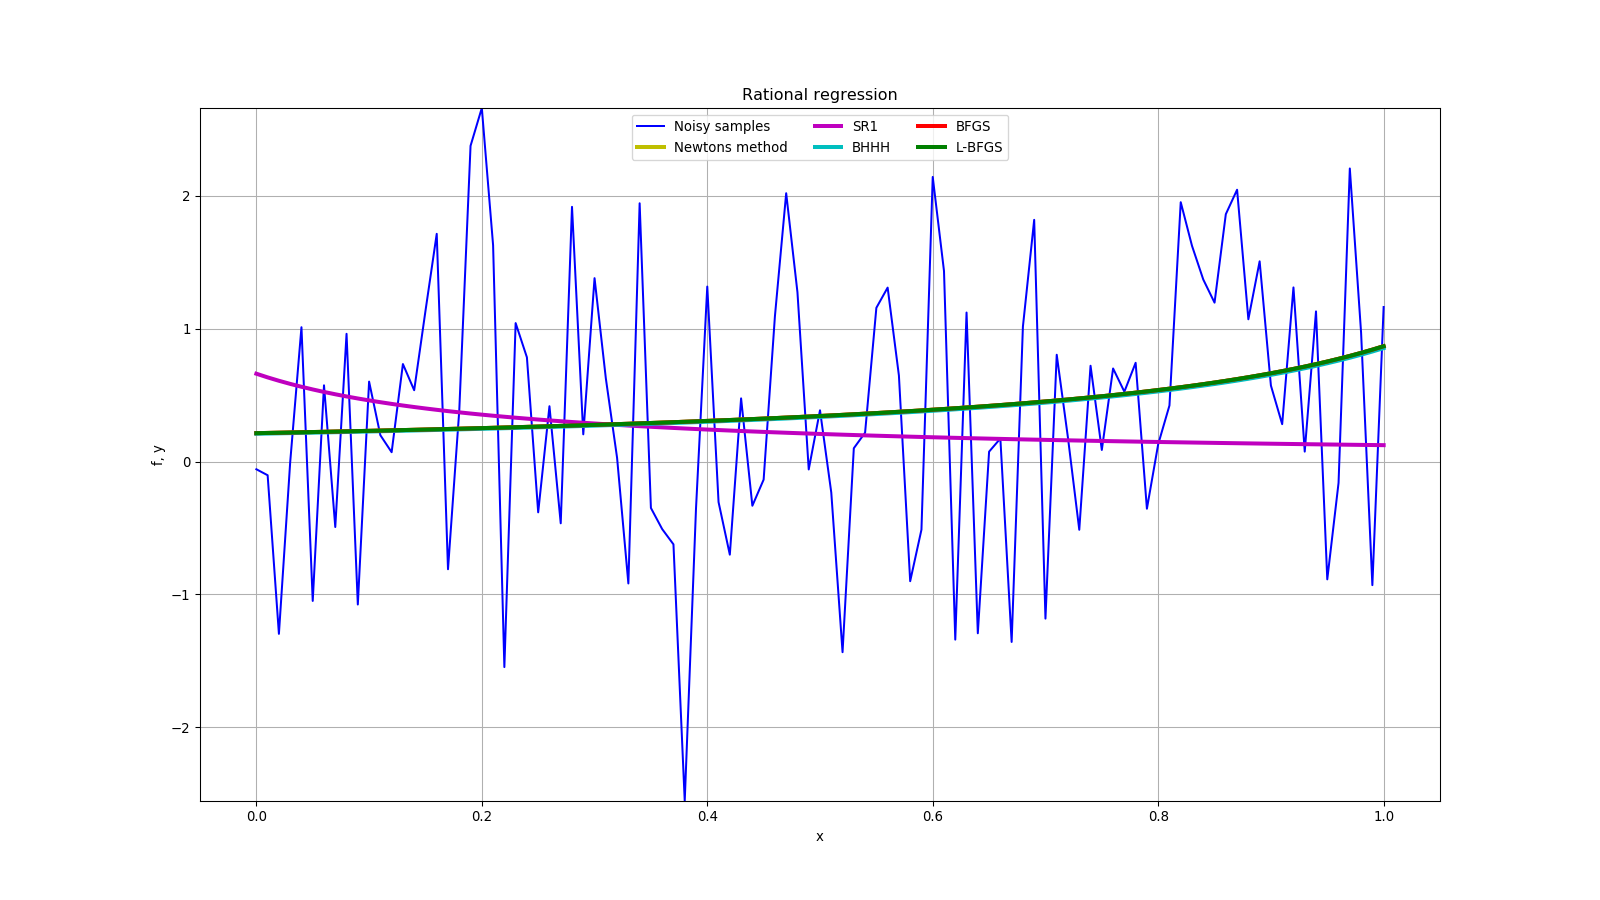 Rational regression
Noisy samples
Newtons method
SR1
BHHH
BFGS
L-BFGS
2
1
0
−1
−2
f, y
0.0 0.2 0.4 0.6 0.8 1.0
x